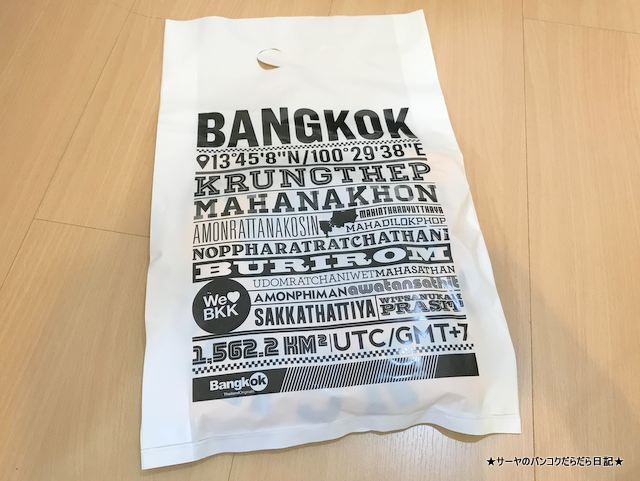 BANGKOK
13°45'8"N/100°29'38"E
KRUNGTHEP
MAHANAKHON
AMONRATTANAKOSIN
MAHINTHARAYUTTHAYA
MAHADILOKPHOP
NOPPHARATRATCHATHANI
BURIROM
UDOMRATCHANIWETMAHASATHAN
We BKK
AMONPHIMAN
awatansathit
SAKKATHATTIYA
WITSANUKAM
PRASIT
1,562.2 KM² UTC/GMT+7
Bangkok
★サーヤのバンコクだらだら日記★